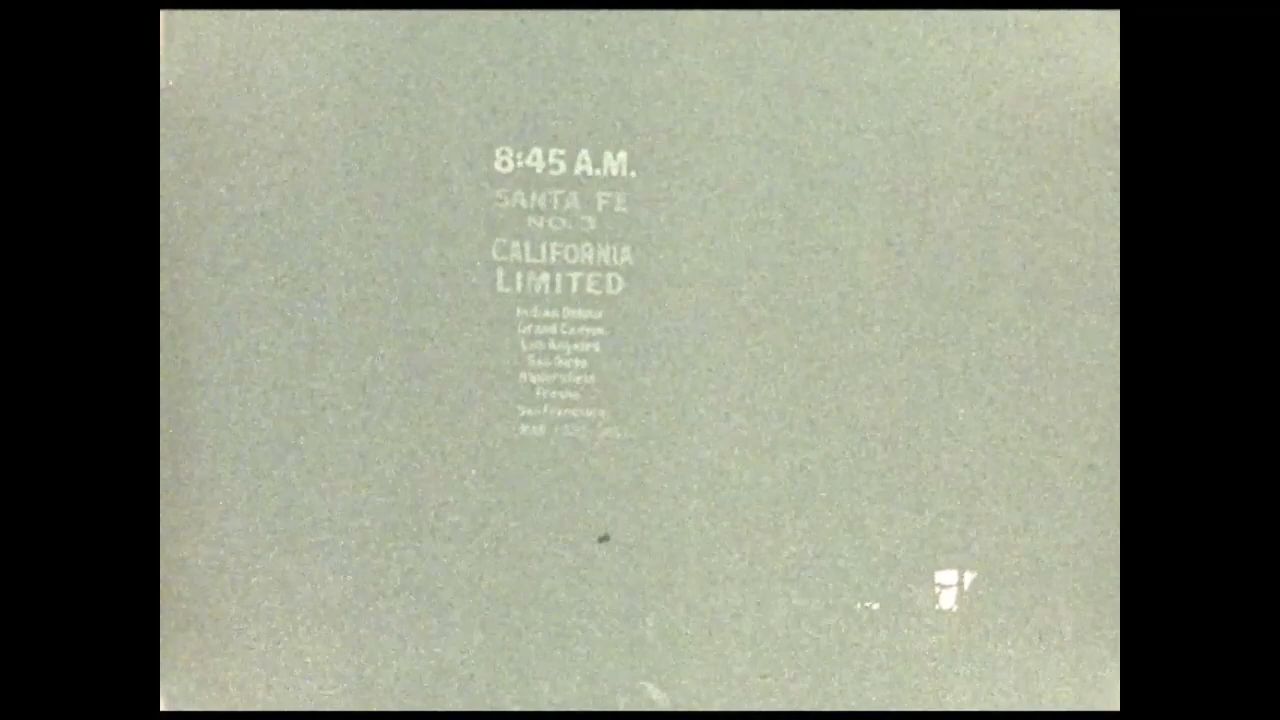 8:45 A.M.
SANTA FE
NO. 3
CALIFORNIA
LIMITED
Indian Detour
Grand Canyon
Los Angeles
San Diego
Bakersfield
Fresno
San Francisco